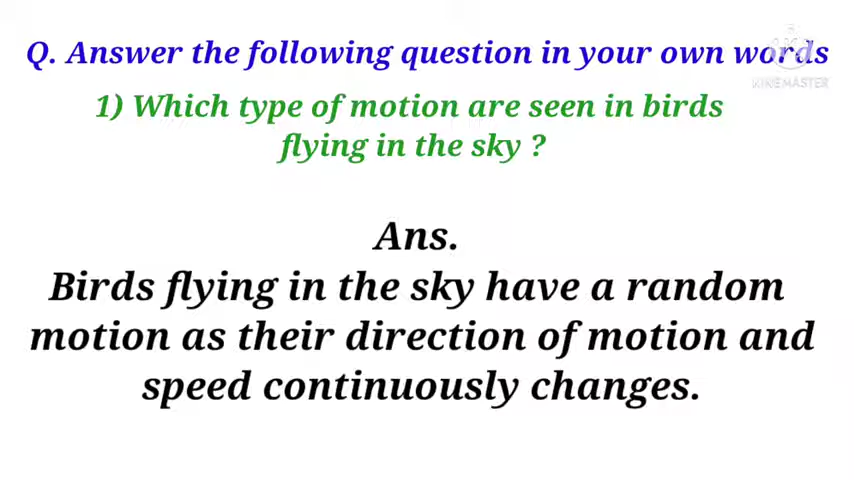 Q. Answer the following question in your own words
KINEMASTER
1) Which type of motion are seen in birds
flying in the sky ?
Ans.
Birds flying in the sky have a random
motion as their direction of motion and
speed continuously changes.